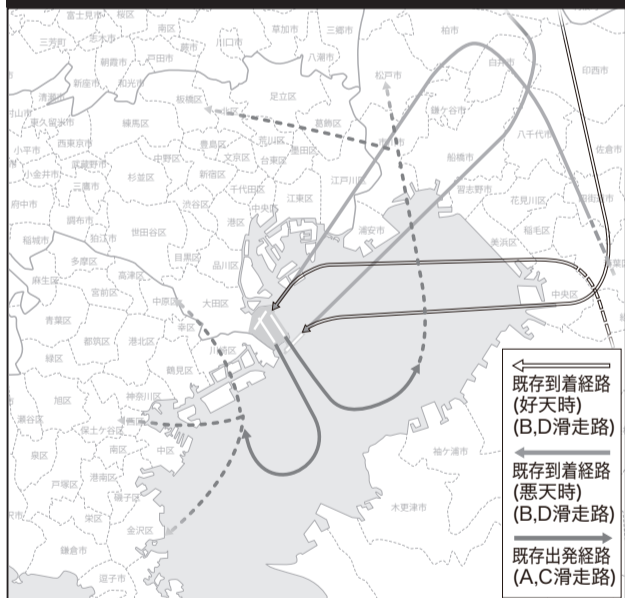 富士見市
桜区
南区
草加市
三郷市
柏市
三芳町
志木市
蕨市
川口市
朝霞市
戸田市
八潮市
白井市
新座市
和光市
松戸市
印西市
清瀬市
板橋区
北区
足立区
東久留米市
練馬区
葛飾区
鎌ケ谷市
豊島区
荒川区
小平市
西東京市
文京区
墨田区
八千代市
武蔵野市
中野区
台東区
船橋市
佐倉市
小金井市
杉並区
新宿区
江戸川区
三鷹市
千代田区
習志野市
府中市
渋谷区
中央区
江東区
花見川区
調布市
港区
浦安市
稲毛区
稲城市
狛江市
世田谷区
美浜区
多摩区
目黒区
品川区
麻生区
高津区
宮前区
中原区
大田区
中央区
青葉区
幸区
都筑区
港北区
川崎区
緑区
鶴見区
旭区
神奈川区
瀬谷区
保土ケ谷区
西区
泉区
南区
中区
袖ケ浦市
戸塚区
港南区
磯子区
木更津市
栄区
金沢区
鎌倉市
逗子市
既存到着経路
(好天時)
(B,D滑走路)
既存到着経路
(悪天時)
(B,D滑走路)
既存出発経路
(A,C滑走路)